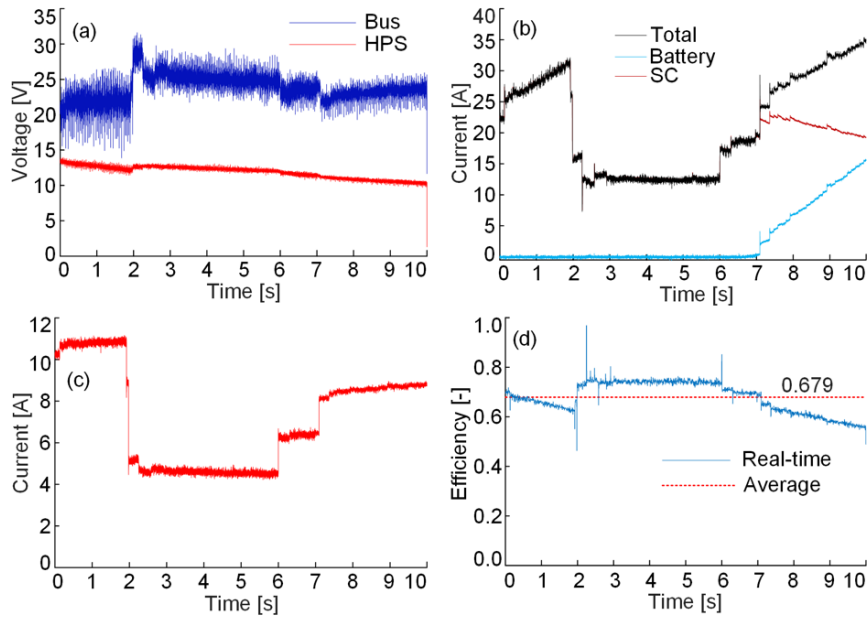 (a)
Bus
HPS
Voltage [V]
35
30
25
20
15
10
5
0
0 1 2 3 4 5 6 7 8 9 10
Time [s]
(b)
Total
Battery
SC
Current [A]
40
35
30
25
20
15
10
5
0
0 1 2 3 4 5 6 7 8 9 10
Time [s]
(c)
Current [A]
12
10
8
6
4
2
0
0 1 2 3 4 5 6 7 8 9 10
Time [s]
(d)
0.679
Real-time
Average
Efficiency [-]
1.0
0.8
0.6
0.4
0.2
0.0
0 1 2 3 4 5 6 7 8 9 10
Time [s]